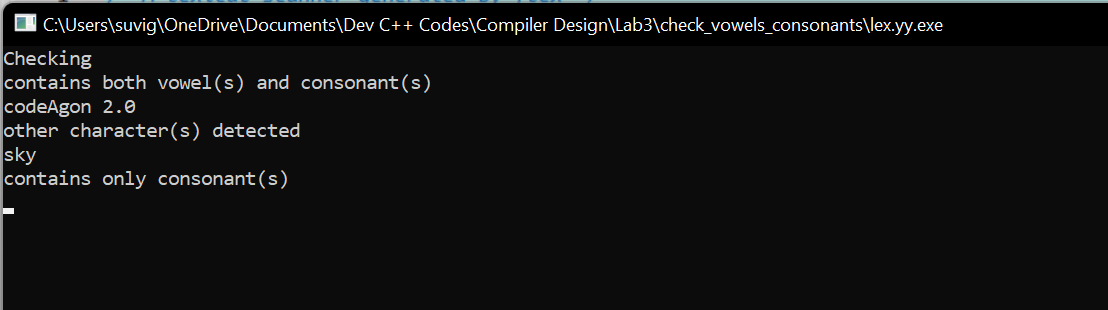 C:\Users\suvig\OneDrive\Documents\Dev C++ Codes\Compiler Design\Lab3\check_vowels_consonants\lex.yy.exe
Checking
contains both vowel(s) and consonant(s)
codeAgon 2.0
other character(s) detected
sky
contains only consonant(s)